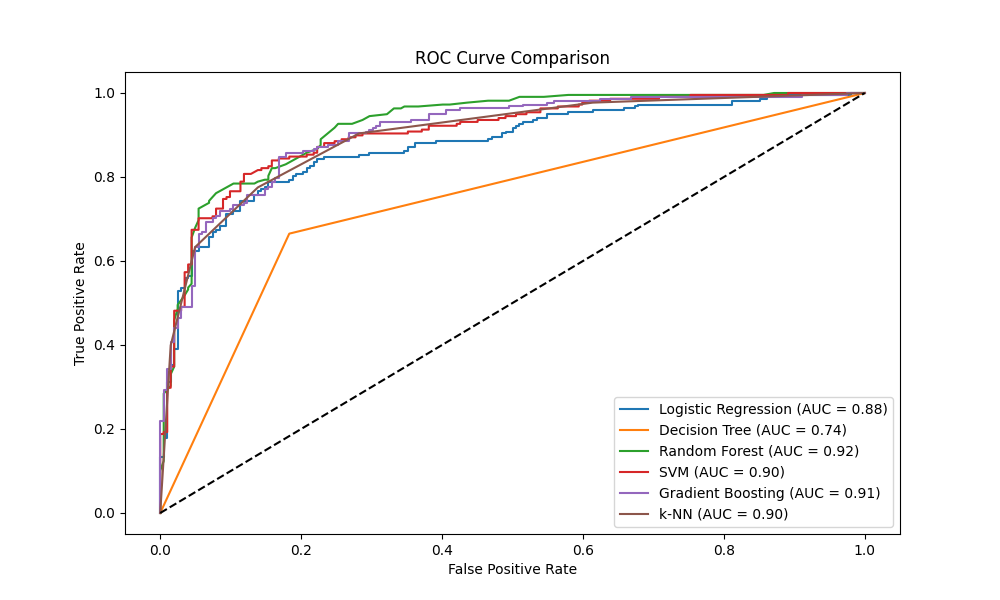 ROC Curve Comparison
True Positive Rate
1.0
0.8
0.6
0.4
0.2
0.0
Logistic Regression (AUC = 0.88)
Decision Tree (AUC = 0.74)
Random Forest (AUC = 0.92)
SVM (AUC = 0.90)
Gradient Boosting (AUC = 0.91)
k-NN (AUC = 0.90)
0.0 0.2 0.4 0.6 0.8 1.0
False Positive Rate